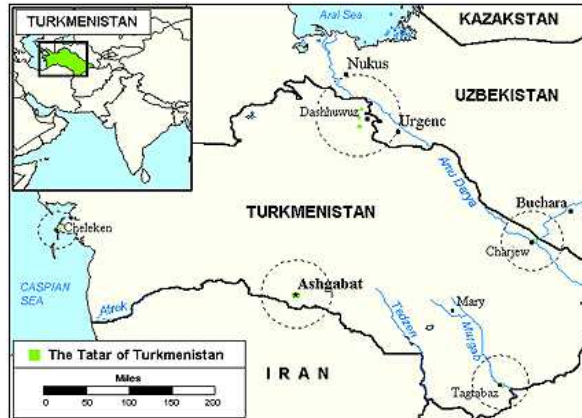 TURKMENISTAN
Aral Sea
KAZAKSTAN
Nukus
UZBEKISTAN
Dashhuwuz
Urgenc
Amu Darya
Buchara
TURKMENISTAN
Cheleken
Charjew
CASPIAN
SEA
Ashgabat
Atrek
Tedzen
Mary
Murgab
The Tatar of Turkmenistan
Miles
0 50 100 150 200
IRAN
Tagtabaz